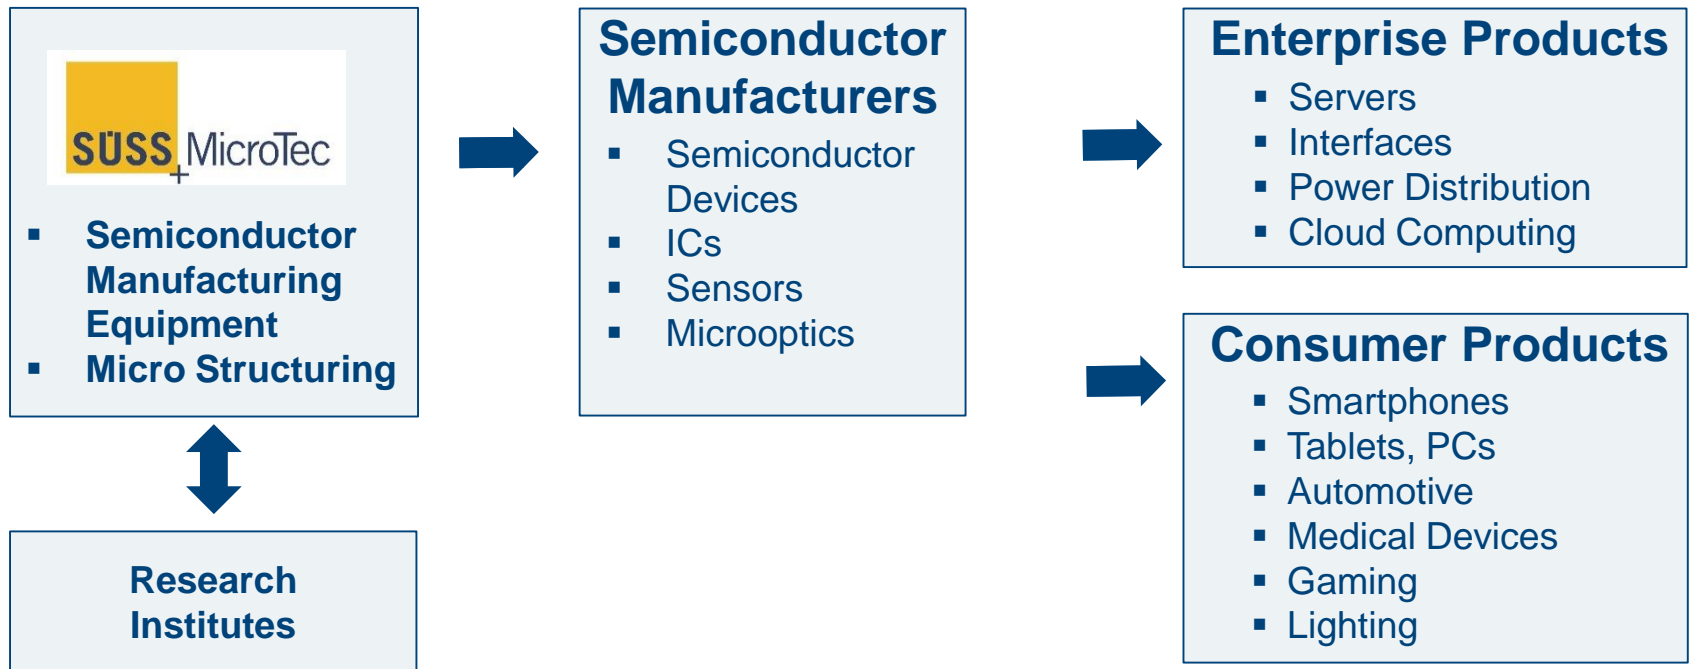 SÜSS MicroTec
▪ Semiconductor
Manufacturing
Equipment
▪ Micro Structuring
Research
Institutes
Semiconductor
Manufacturers
▪ Semiconductor
Devices
▪ ICs
▪ Sensors
▪ Microoptics
Enterprise Products
▪ Servers
▪ Interfaces
▪ Power Distribution
▪ Cloud Computing
Consumer Products
▪ Smartphones
▪ Tablets, PCs
▪ Automotive
▪ Medical Devices
▪ Gaming
▪ Lighting